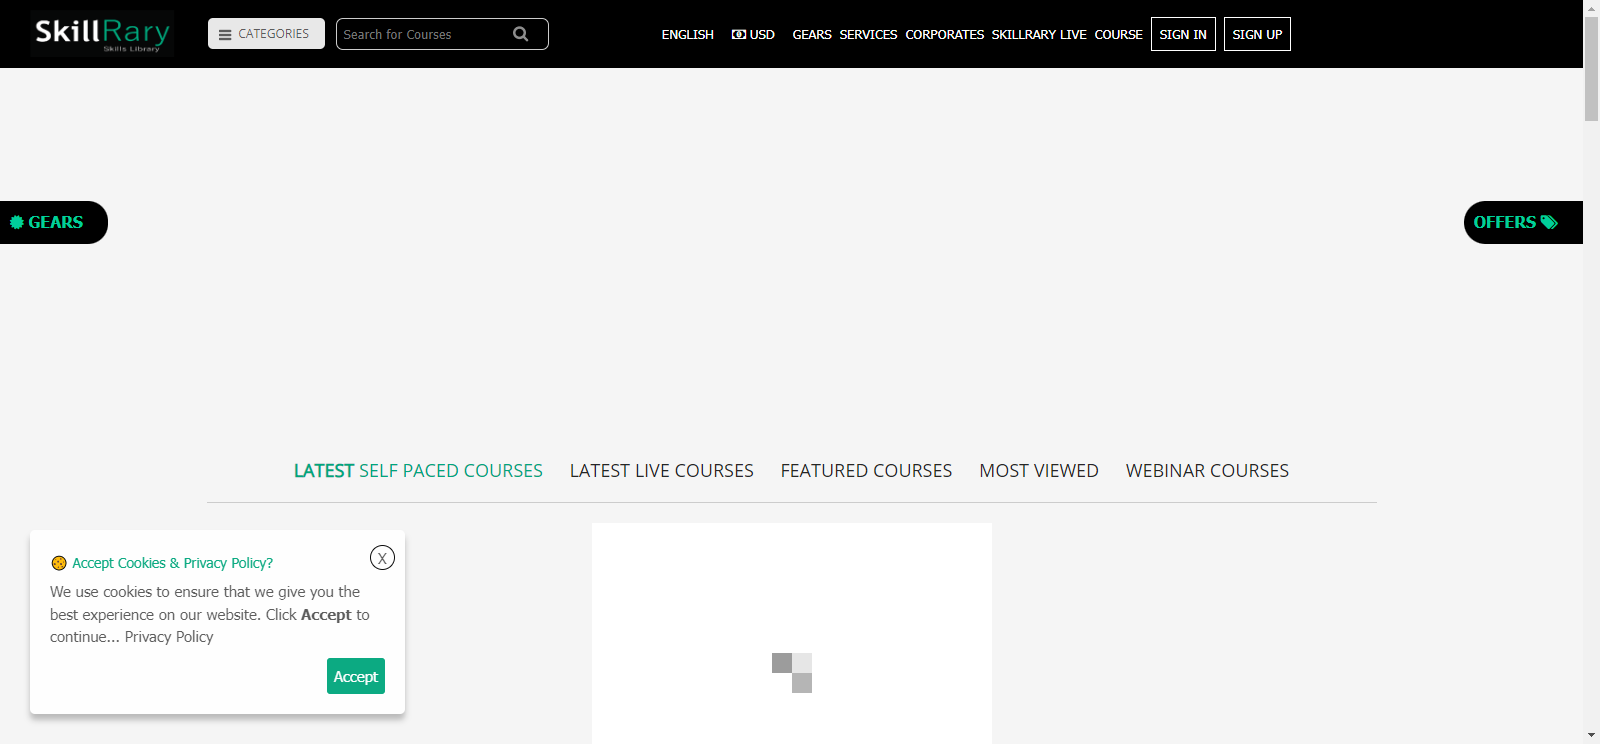 SkillRary
Skills Library
CATEGORIES
Search for Courses
ENGLISH
USD
GEARS
SERVICES
CORPORATES
SKILLRARY LIVE
COURSE
SIGN IN
SIGN UP
GEARS
OFFERS
LATEST SELF PACED COURSES
LATEST LIVE COURSES
FEATURED COURSES
MOST VIEWED
WEBINAR COURSES
Accept Cookies & Privacy Policy?
X
We use cookies to ensure that we give you the
best experience on our website. Click Accept to
continue... Privacy Policy
Accept